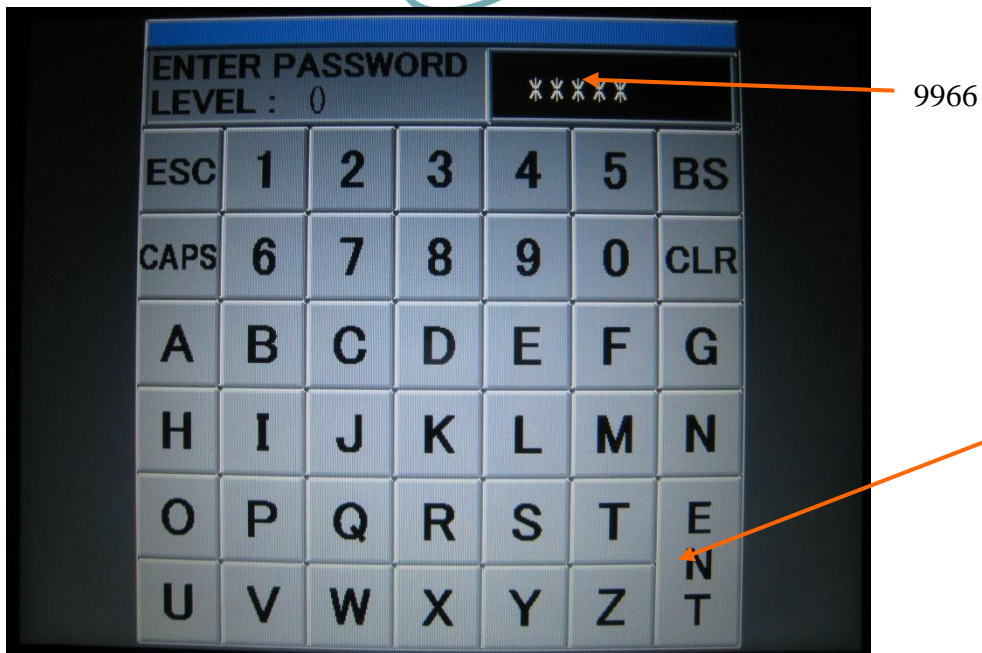 ENTER PASSWORD
LEVEL : 0
*****
9966
ESC 1 2 3 4 5 BS
CAPS 6 7 8 9 0 CLR
A B C D E F G
H I J K L M N
O P Q R S T ENT
U V W X Y Z